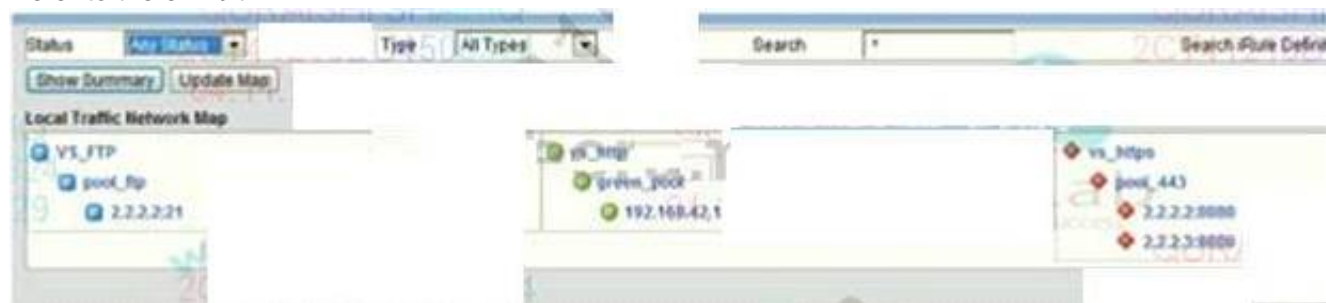 Status Any Status Type All Types Search * Search iRule Defini
Show Summary Update Map
Local Traffic Network Map
VS_FTP
pool_ftp
2.2.2.2:21
vs_http
green_pool
192.168.42.1
vs_https
pool_443
2.2.2.2:8080
2.2.2.3:8080